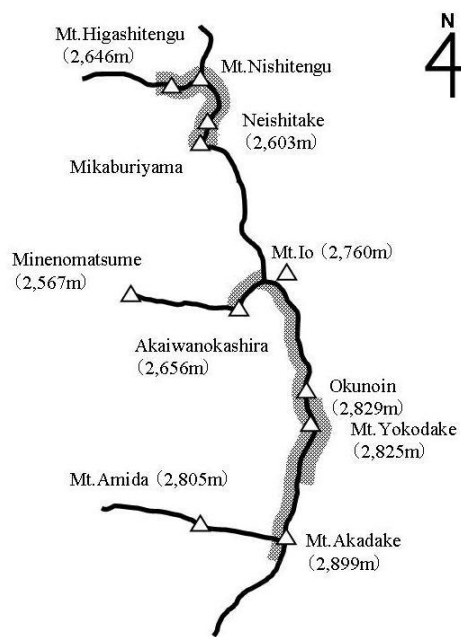 N
Mt.Higashitengu
(2,646m)
Mt.Nishitengu
Neishitake
(2,603m)
Mikaburiyama
Mt.Io (2,760m)
Minenomatsume
(2,567m)
Akaiwanokashira
(2,656m)
Okunoin
(2,829m)
Mt.Yokodake
(2,825m)
Mt.Amida (2,805m)
Mt.Akadake
(2,899m)